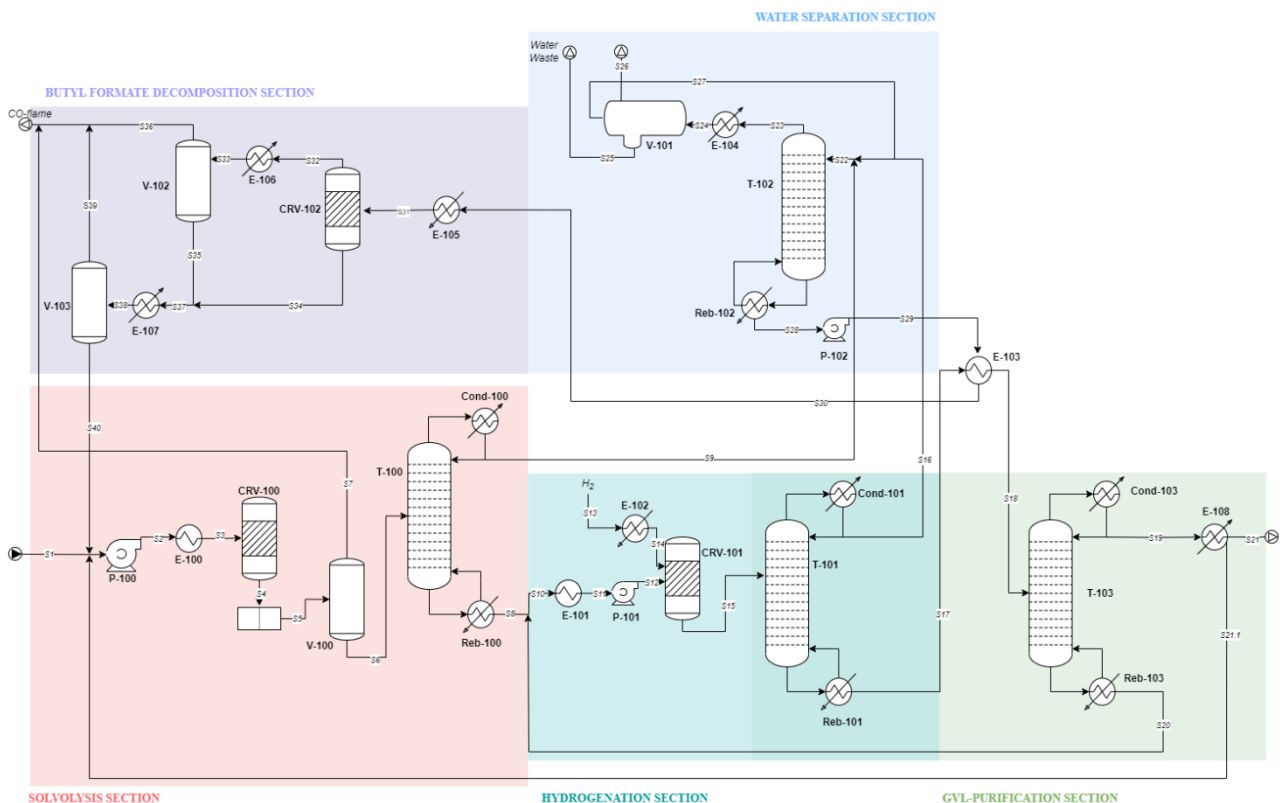 WATER SEPARATION SECTION
Water
Waste
S26
S27
BUTYL FORMATE DECOMPOSITION SECTION
CO-flame
S36
S24
S23
V-101
E-104
S25
S22
S33
S32
E-106
V-102
CRV-102
T-102
S39
S31
E-105
S35
V-103
S38
S37
S34
E-107
Reb-102
S28
S29
P-102
E-103
S30
Cond-100
S40
S9
S16
T-100
S7
S18
H2
S13
CRV-100
E-102
Cond-101
Cond-103
E-108
S14
CRV-101
S1
S2
S3
S19
S21
P-100
E-100
T-101
S12
S4
S10
S11
S15
T-103
E-101
P-101
S5
S8
S17
S21.1
V-100
Reb-100
S6
Reb-103
Reb-101
S20
SOLVOLYSIS SECTION
HYDROGENATION SECTION
GVL-PURIFICATION SECTION